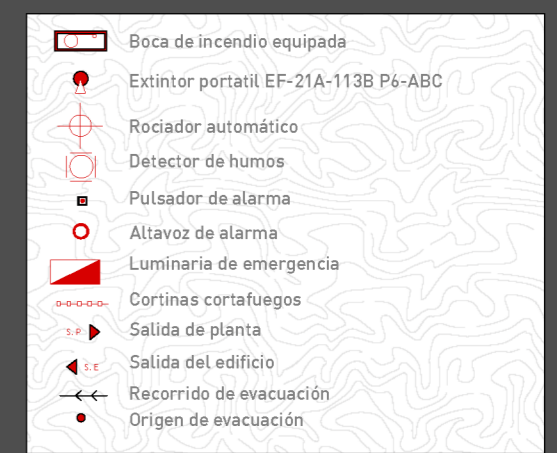 Boca de incendio equipada
Extintor portatil EF-21A-113B P6-ABC
Rociador automático
Detector de humos
Pulsador de alarma
Altavoz de alarma
Luminaria de emergencia
Cortinas cortafuegos
S.P Salida de planta
S.E Salida del edificio
Recorrido de evacuación
Origen de evacuación